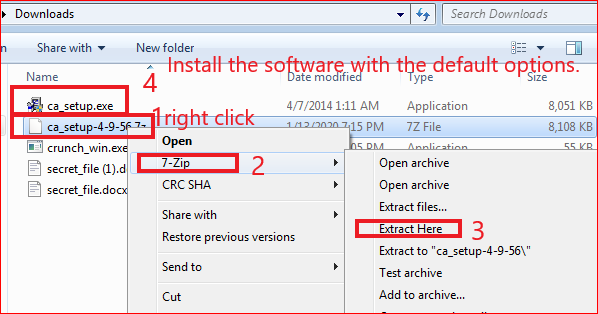 Downloads
Search Downloads
Share with
New folder
Name
Date modified
Type
Size
4 Install the software with the default options.
ca_setup.exe
4/7/2014 1:11 AM
Application
8,051 KB
1 right click
ca_setup-4-9-56.7z
1/13/2020 7:15 PM
7Z File
8,108 KB
crunch_win.exe
Application
55 KB
secret_file (1).d
secret_file.docx
Open
7-Zip
2
CRC SHA
Share with
Restore previous versions
Send to
Cut
Open archive
Open archive
Extract files...
Extract Here
3
Extract to "ca_setup-4-9-56\"
Test archive
Add to archive...